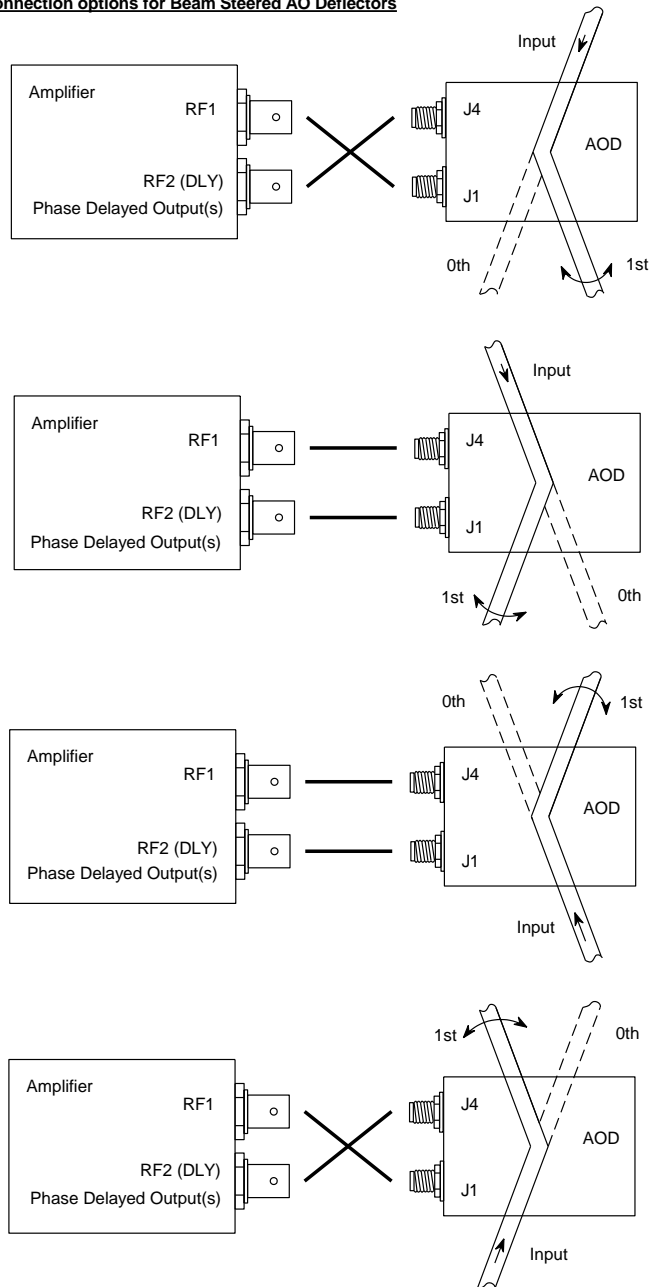 onnection options for Beam Steered AO Deflectors
Input
Amplifier
RF1
J4
AOD
RF2 (DLY)
J1
Phase Delayed Output(s)
0th
1st
Input
Amplifier
RF1
J4
AOD
RF2 (DLY)
J1
Phase Delayed Output(s)
1st
0th
0th
1st
Amplifier
RF1
J4
AOD
RF2 (DLY)
J1
Phase Delayed Output(s)
Input
1st
0th
Amplifier
RF1
J4
AOD
RF2 (DLY)
J1
Phase Delayed Output(s)
Input